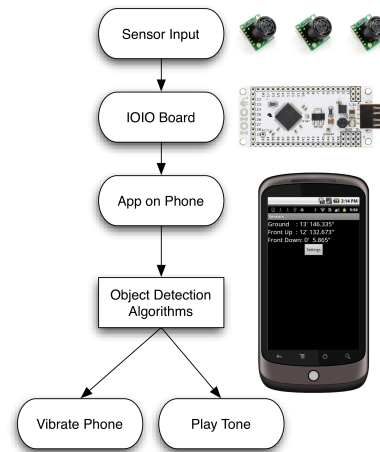 Sensor Input
IOIO Board
App on Phone
3:14 PM
Sensors
Ground : 13' 146.335"
Front Up : 12' 132.673"
Front Down: 0' 5.865"
Settings
Object Detection
Algorithms
Vibrate Phone
Play Tone